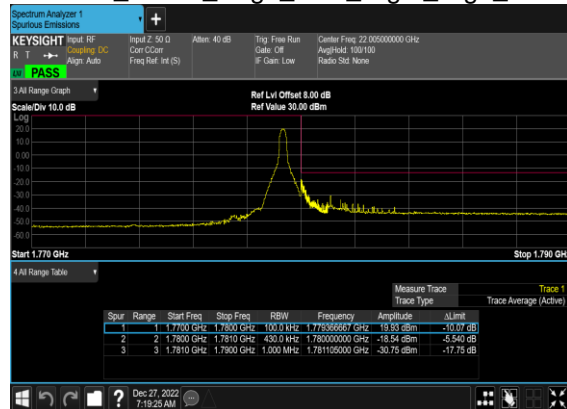 Spectrum Analyzer 1
Spurious Emissions
+
KEYSIGHT Input: RF Input Z: 50 Ω Atten: 40 dB Trig: Free Run Center Freq: 22.005000000 GHz
R T Coupling: DC Corr CCorr Gate: Off Avg|Hold: 100/100
Align: Auto Freq Ref: Int (S) IF Gain: Low Radio Std: None
PASS
3 All Range Graph Ref Lvl Offset 8.00 dB
Scale/Div 10.0 dB Ref Value 30.00 dBm
Log
20.0
10.0
0.00
-10.0
-20.0
-30.0
-40.0
-50.0
-60.0
Start 1.770 GHz Stop 1.790 GHz
4 All Range Table
Measure Trace Trace 1
Trace Type Trace Average (Active)
Spur Range Start Freq Stop Freq RBW Frequency Amplitude ΔLimit
1 1 1.7700 GHz 1.7800 GHz 100.0 kHz 1.779366667 GHz 19.93 dBm -10.07 dB
2 2 1.7800 GHz 1.7810 GHz 430.0 kHz 1.780000000 GHz -18.54 dBm -5.540 dB
3 3 1.7810 GHz 1.7900 GHz 1.000 MHz 1.781105000 GHz -30.75 dBm -17.75 dB
? Dec 27, 2022
7:19:25 AM